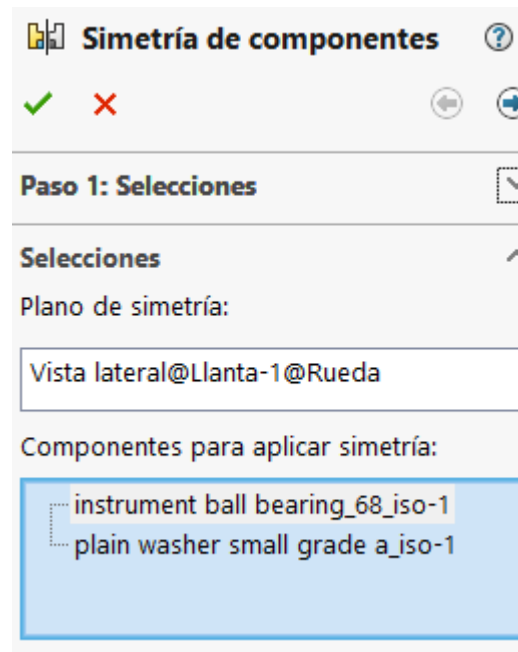 Simetría de componentes
Paso 1: Selecciones
Selecciones
Plano de simetría:
Vista lateral@Llanta-1@Rueda
Componentes para aplicar simetría:
instrument ball bearing_68_iso-1
plain washer small grade a_iso-1